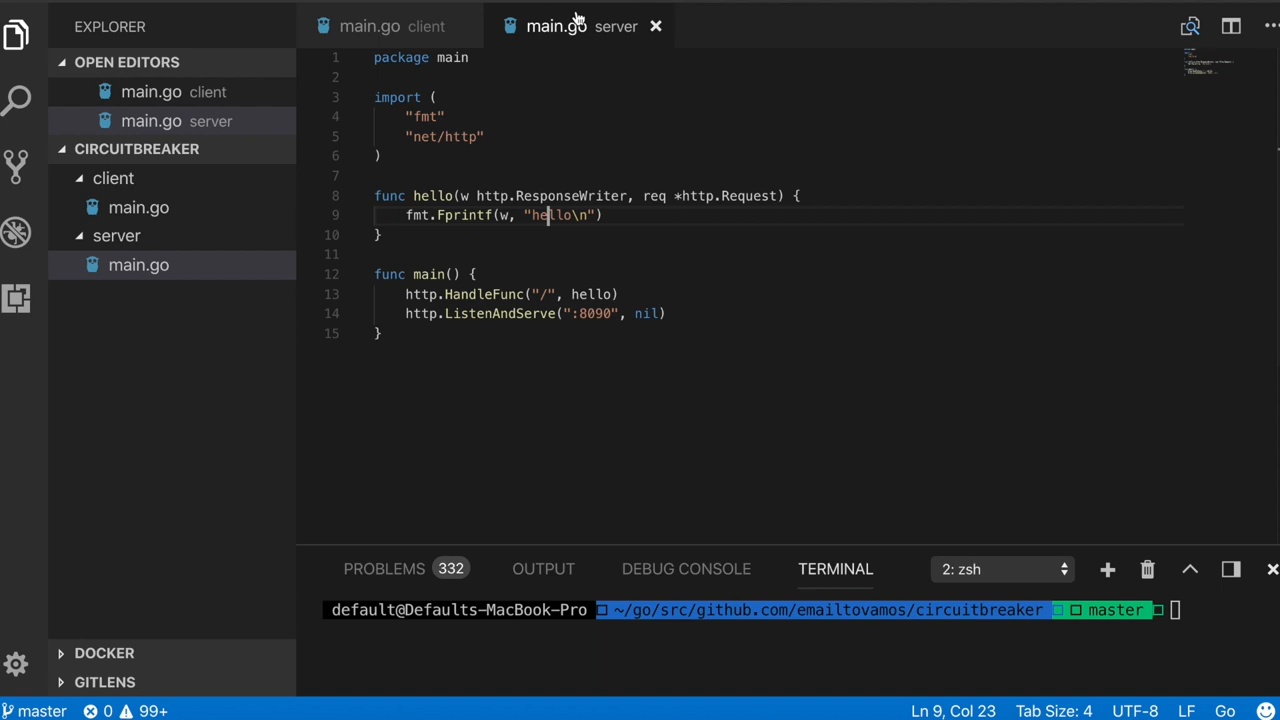 EXPLORER
main.go client
main.go server
OPEN EDITORS
main.go client
main.go server
CIRCUITBREAKER
client
main.go
server
main.go
1 package main
2
3 import (
4 "fmt"
5 "net/http"
6 )
7
8 func hello(w http.ResponseWriter, req *http.Request) {
9 fmt.Fprintf(w, "hello\n")
10 }
11
12 func main() {
13 http.HandleFunc("/", hello)
14 http.ListenAndServe(":8090", nil)
15 }
PROBLEMS 332 OUTPUT DEBUG CONSOLE TERMINAL 2: zsh
default@Defaults-MacBook-Pro ~/go/src/github.com/emailtovamos/circuitbreaker master
DOCKER
GITLENS
master 0 99+ Ln 9, Col 23 Tab Size: 4 UTF-8 LF Go